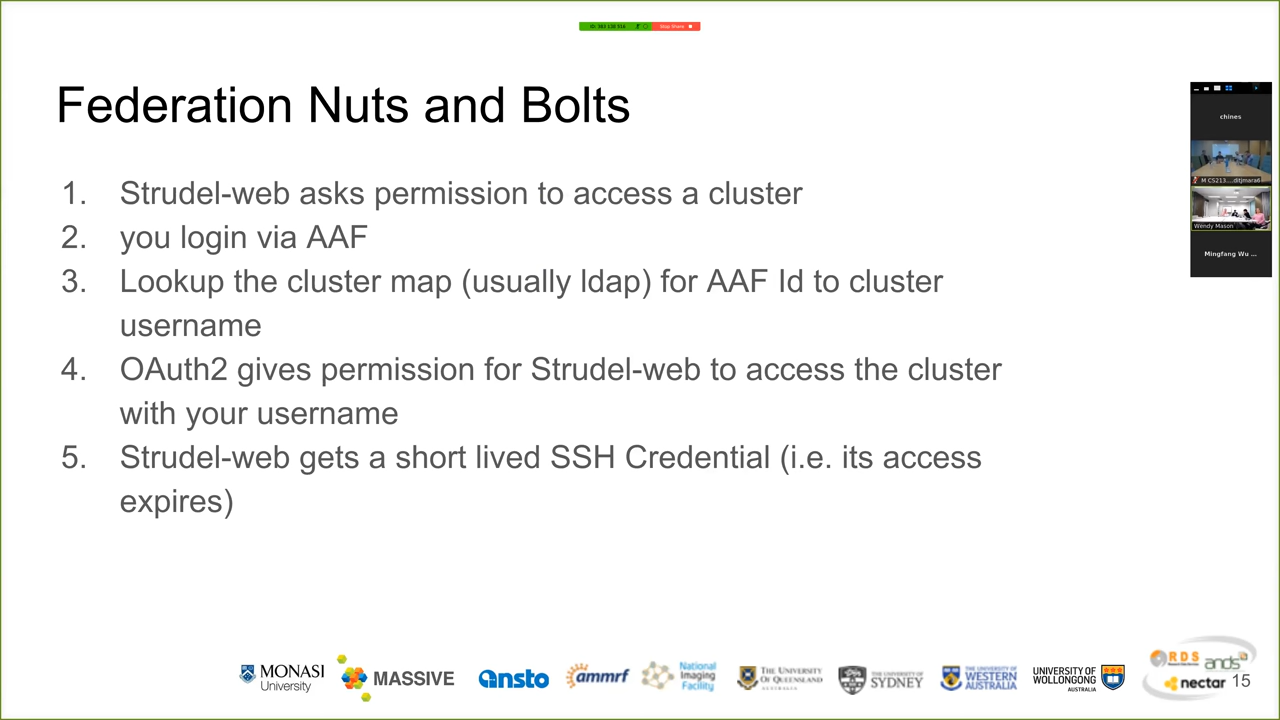 ID: 383 128 516
Stop Share
Federation Nuts and Bolts
1. Strudel-web asks permission to access a cluster
2. you login via AAF
3. Lookup the cluster map (usually ldap) for AAF Id to cluster
username
4. OAuth2 gives permission for Strudel-web to access the cluster
with your username
5. Strudel-web gets a short lived SSH Credential (i.e. its access
expires)
chines
Wendy Mason
Mingfang Wu ...
MONASH
University
MASSIVE
ansto
ammrf
National
Imaging
Facility
THE UNIVERSITY
OF QUEENSLAND
AUSTRALIA
THE UNIVERSITY OF
SYDNEY
THE UNIVERSITY OF
WESTERN
AUSTRALIA
UNIVERSITY OF
WOLLONGONG
AUSTRALIA
RDS
ands
nectar
15